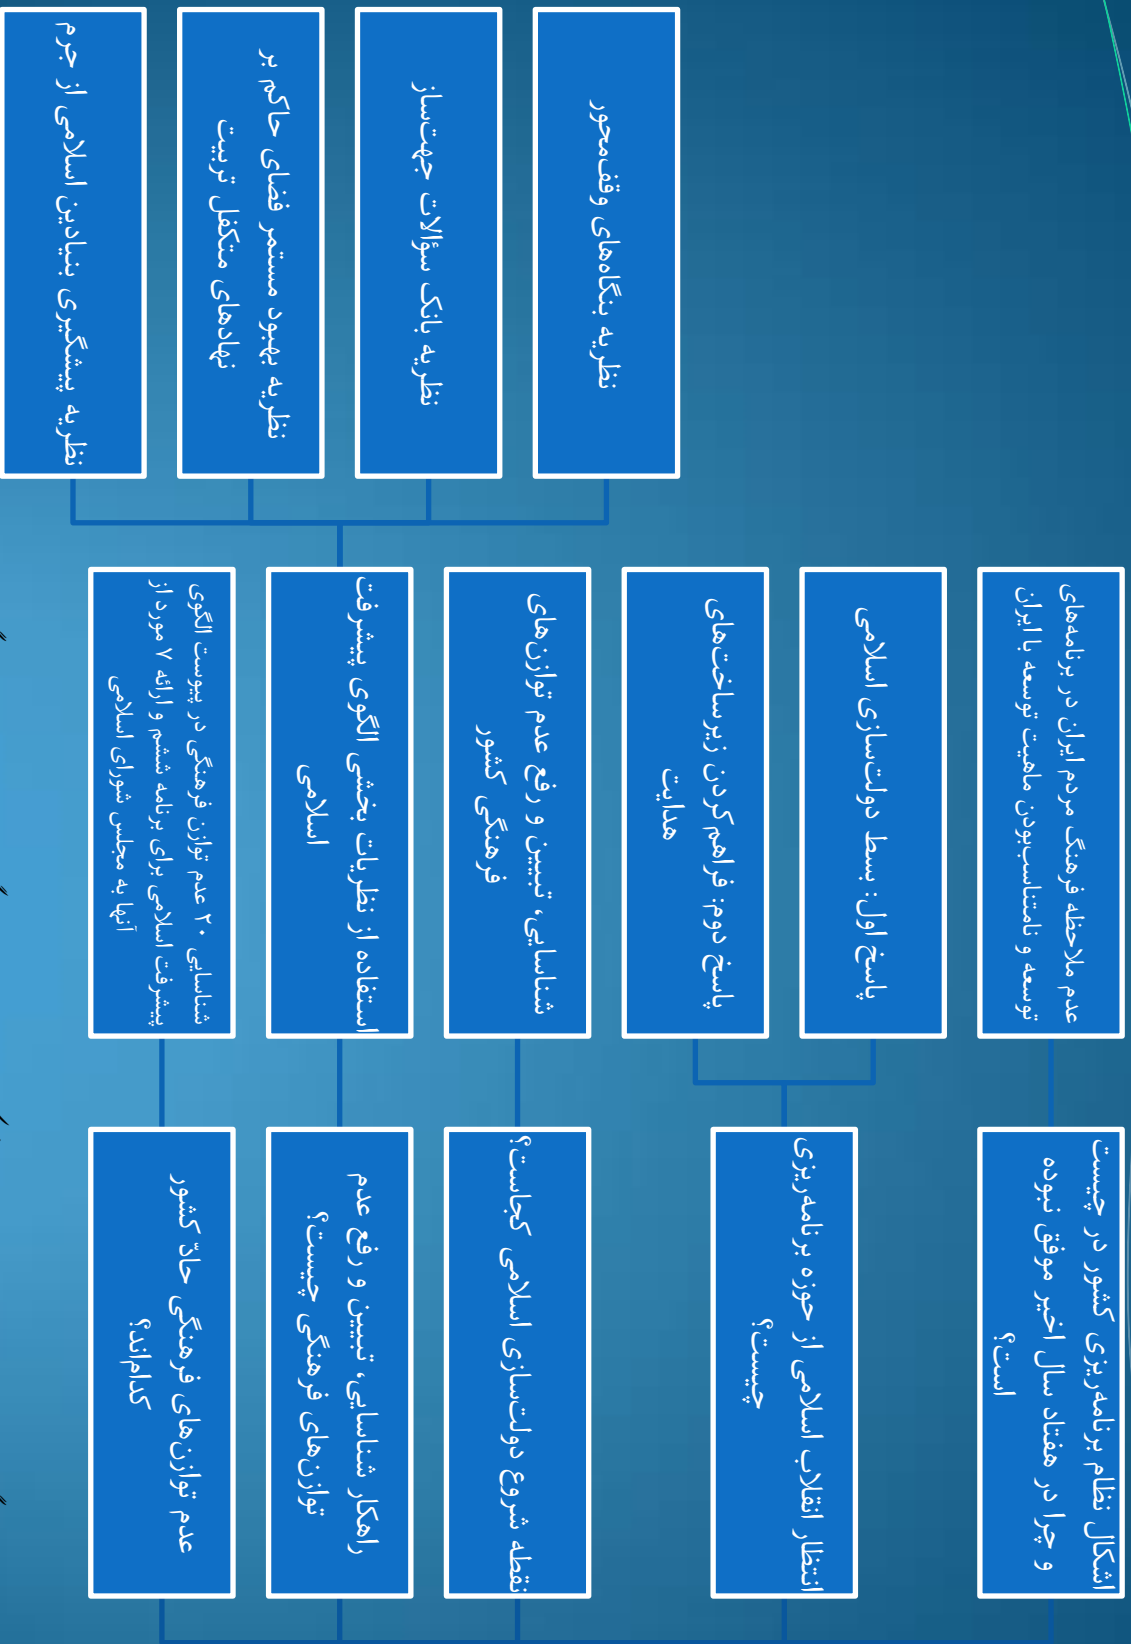 اشکال نظام برنامه‌ریزی کشور در چیست
و چرا در هفتاد سال اخیر موفق نبوده
است؟
عدم ملاحظه فرهنگ مردم ایران در برنامه‌های
توسعه و نامتناسب‌بودن ماهیت توسعه با ایران
انتظار انقلاب اسلامی از حوزه برنامه‌ریزی
چیست؟
پاسخ اول: بسط دولت‌سازی اسلامی
پاسخ دوم: فراهم‌کردن زیرساخت‌های
هدایت
نقطه شروع دولت‌سازی اسلامی کجاست؟
شناسایی، تبیین و رفع عدم توازن‌های
فرهنگی کشور
راهکار شناسایی، تبیین و رفع عدم
توازن‌های فرهنگی چیست؟
استفاده از نظریات بخشی الگوی پیشرفت
اسلامی
نظریه بنگاه‌های وقف‌محور
نظریه بانک سؤالات جهت‌ساز
نظریه بهبود مستمر فضای حاکم بر
نهادهای متکفل تربیت
نظریه پیشگیری بنیادین اسلامی از جرم
عدم توازن‌های فرهنگی حادّ کشور
کدام‌اند؟
شناسایی ۲۰ عدم توازن فرهنگی در پیوست الگوی
پیشرفت اسلامی برای برنامه ششم و ارائه ۷ مورد از
آنها به مجلس شورای اسلامی